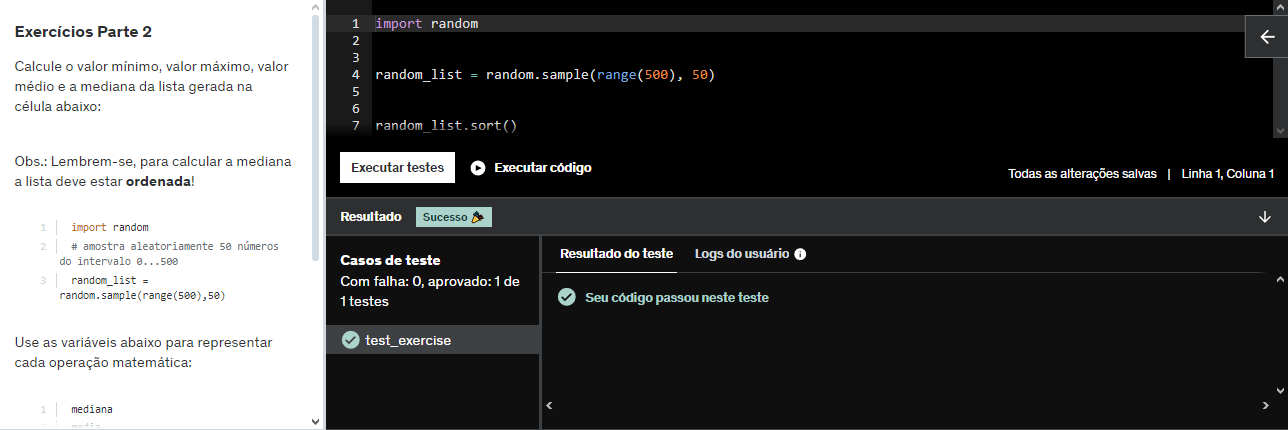 Exercícios Parte 2
Calcule o valor mínimo, valor máximo, valor
médio e a mediana da lista gerada na
célula abaixo:
Obs.: Lembrem-se, para calcular a mediana
a lista deve estar ordenada!
1 import random
2 # amostra aleatoriamente 50 números
do intervalo 0...500
3 random_list =
random.sample(range(500),50)
Use as variáveis abaixo para representar
cada operação matemática:
1 mediana
2 media
1 import random
2
3
4 random_list = random.sample(range(500), 50)
5
6
7 random_list.sort()
Executar testes
Executar código
Todas as alterações salvas | Linha 1, Coluna 1
Resultado
Sucesso
Casos de teste
Com falha: 0, aprovado: 1 de
1 testes
test_exercise
Resultado do teste
Logs do usuário
Seu código passou neste teste